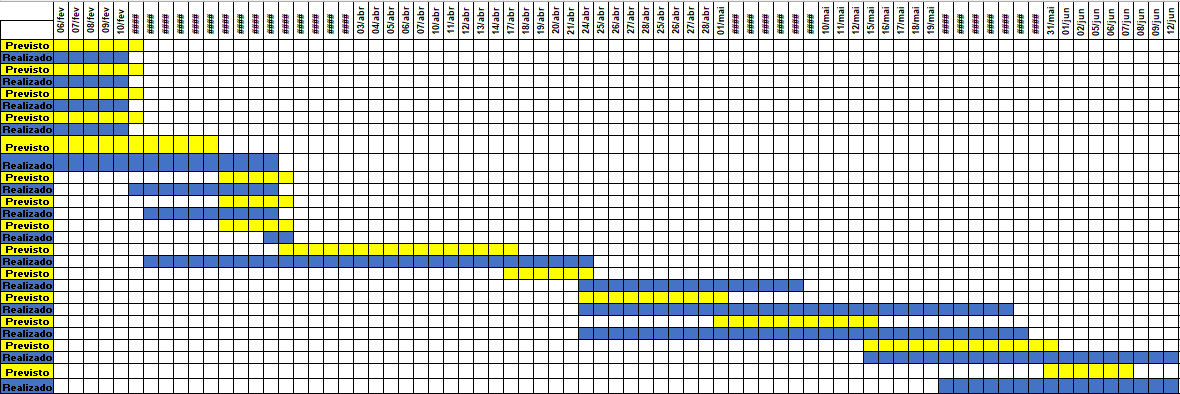 06/fev 07/fev 08/fev 09/fev 10/fev #### #### #### #### #### #### #### #### #### #### #### #### #### #### #### 03/abr 04/abr 05/abr 06/abr 07/abr 10/abr 11/abr 12/abr 13/abr 14/abr 17/abr 18/abr 19/abr 20/abr 21/abr 24/abr 25/abr 26/abr 27/abr 28/abr 25/abr 26/abr 27/abr 28/abr 01/mai #### #### #### #### #### #### 10/mai 11/mai 12/mai 15/mai 16/mai 17/mai 18/mai 19/mai #### #### #### #### #### #### #### 31/mai 01/jun 02/jun 05/jun 06/jun 07/jun 08/jun 09/jun 12/jun
Previsto
Realizado
Previsto
Realizado
Previsto
Realizado
Previsto
Realizado
Previsto
Realizado
Previsto
Realizado
Previsto
Realizado
Previsto
Realizado
Previsto
Realizado
Previsto
Realizado
Previsto
Realizado
Previsto
Realizado
Previsto
Realizado
Previsto
Realizado